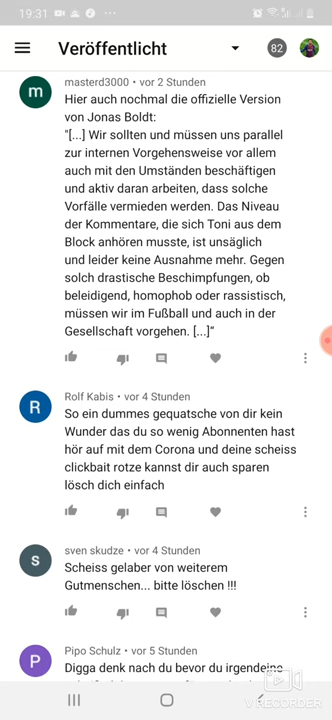 19:31
Veröffentlicht
82
m
masterd3000 • vor 2 Stunden
Hier auch nochmal die offizielle Version
von Jonas Boldt:
"[...] Wir sollten und müssen uns parallel
zur internen Vorgehensweise vor allem
auch mit den Umständen beschäftigen
und aktiv daran arbeiten, dass solche
Vorfälle vermieden werden. Das Niveau
der Kommentare, die sich Toni aus dem
Block anhören musste, ist unsäglich
und leider keine Ausnahme mehr. Gegen
solch drastische Beschimpfungen, ob
beleidigend, homophob oder rassistisch,
müssen wir im Fußball und auch in der
Gesellschaft vorgehen. [...]“
R
Rolf Kabis • vor 4 Stunden
So ein dummes gequatsche von dir kein
Wunder das du so wenig Abonnenten hast
hör auf mit dem Corona und deine scheiss
clickbait rotze kannst dir auch sparen
lösch dich einfach
s
sven skudze • vor 4 Stunden
Scheiss gelaber von weiterem
Gutmenschen... bitte löschen !!!
P
Pipo Schulz • vor 5 Stunden
Digga denk nach du bevor du irgendeine
VRECORDER